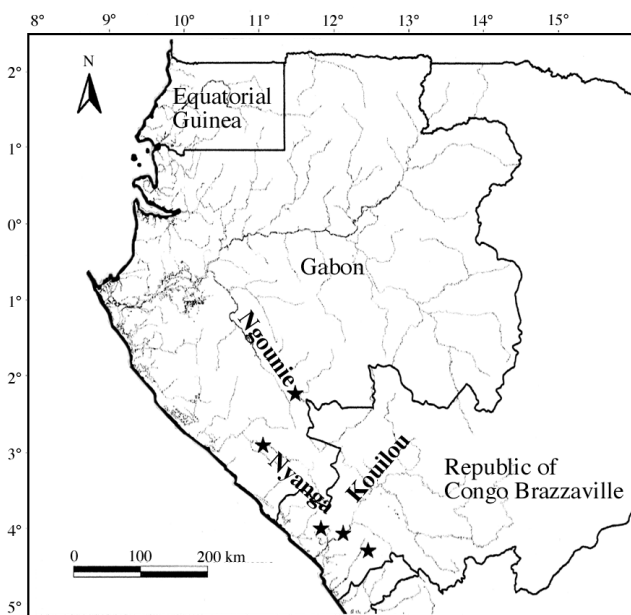 8° 9° 10° 11° 12° 13° 14° 15°
2°
1°
0°
1°
2°
3°
4°
5°
N
Equatorial
Guinea
Gabon
Ngounie
Nyanga
Kouilou
Republic of
Congo Brazzaville
0 100 200 km